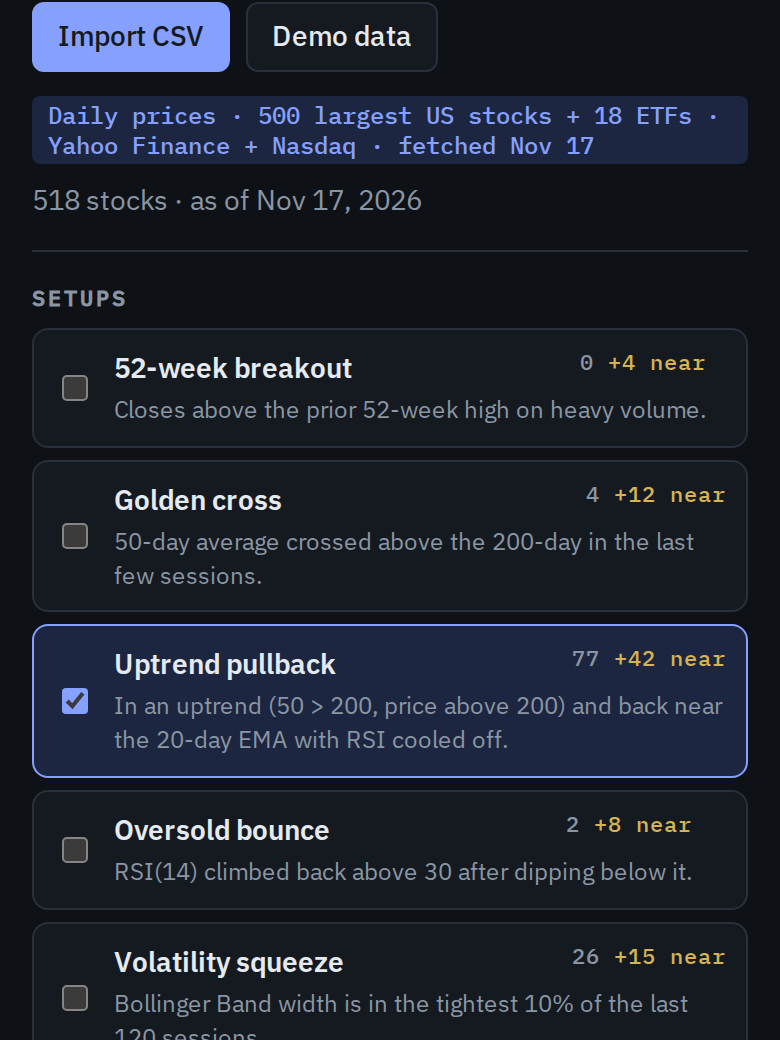 Import CSV
Demo data
Daily prices · 500 largest US stocks + 18 ETFs ·
Yahoo Finance + Nasdaq · fetched Nov 17
518 stocks · as of Nov 17, 2026
SETUPS
52-week breakout
0 +4 near
Closes above the prior 52-week high on heavy volume.
Golden cross
4 +12 near
50-day average crossed above the 200-day in the last
few sessions.
Uptrend pullback
77 +42 near
In an uptrend (50 > 200, price above 200) and back near
the 20-day EMA with RSI cooled off.
Oversold bounce
2 +8 near
RSI(14) climbed back above 30 after dipping below it.
Volatility squeeze
26 +15 near
Bollinger Band width is in the tightest 10% of the last
120 sessions.